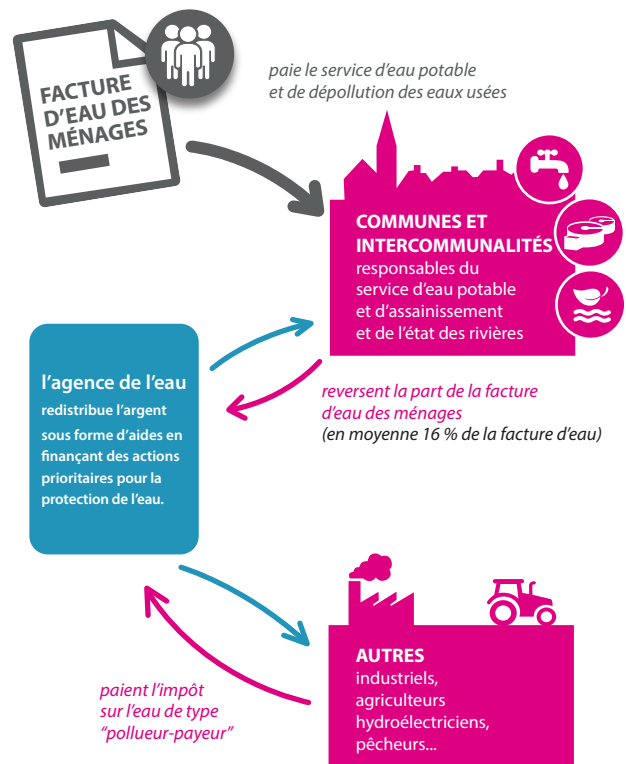 FACTURE
D'EAU DES
MÉNAGES
paie le service d'eau potable
et de dépollution des eaux usées
COMMUNES ET
INTERCOMMUNALITÉS
responsables du
service d'eau potable
et d'assainissement
et de l'état des rivières
l'agence de l'eau
redistribue l'argent
sous forme d'aides en
finançant des actions
prioritaires pour la
protection de l'eau.
reversent la part de la facture
d'eau des ménages
(en moyenne 16 % de la facture d'eau)
paient l'impôt
sur l'eau de type
"pollueur-payeur"
AUTRES
industriels,
agriculteurs
hydroélectriciens,
pêcheurs...